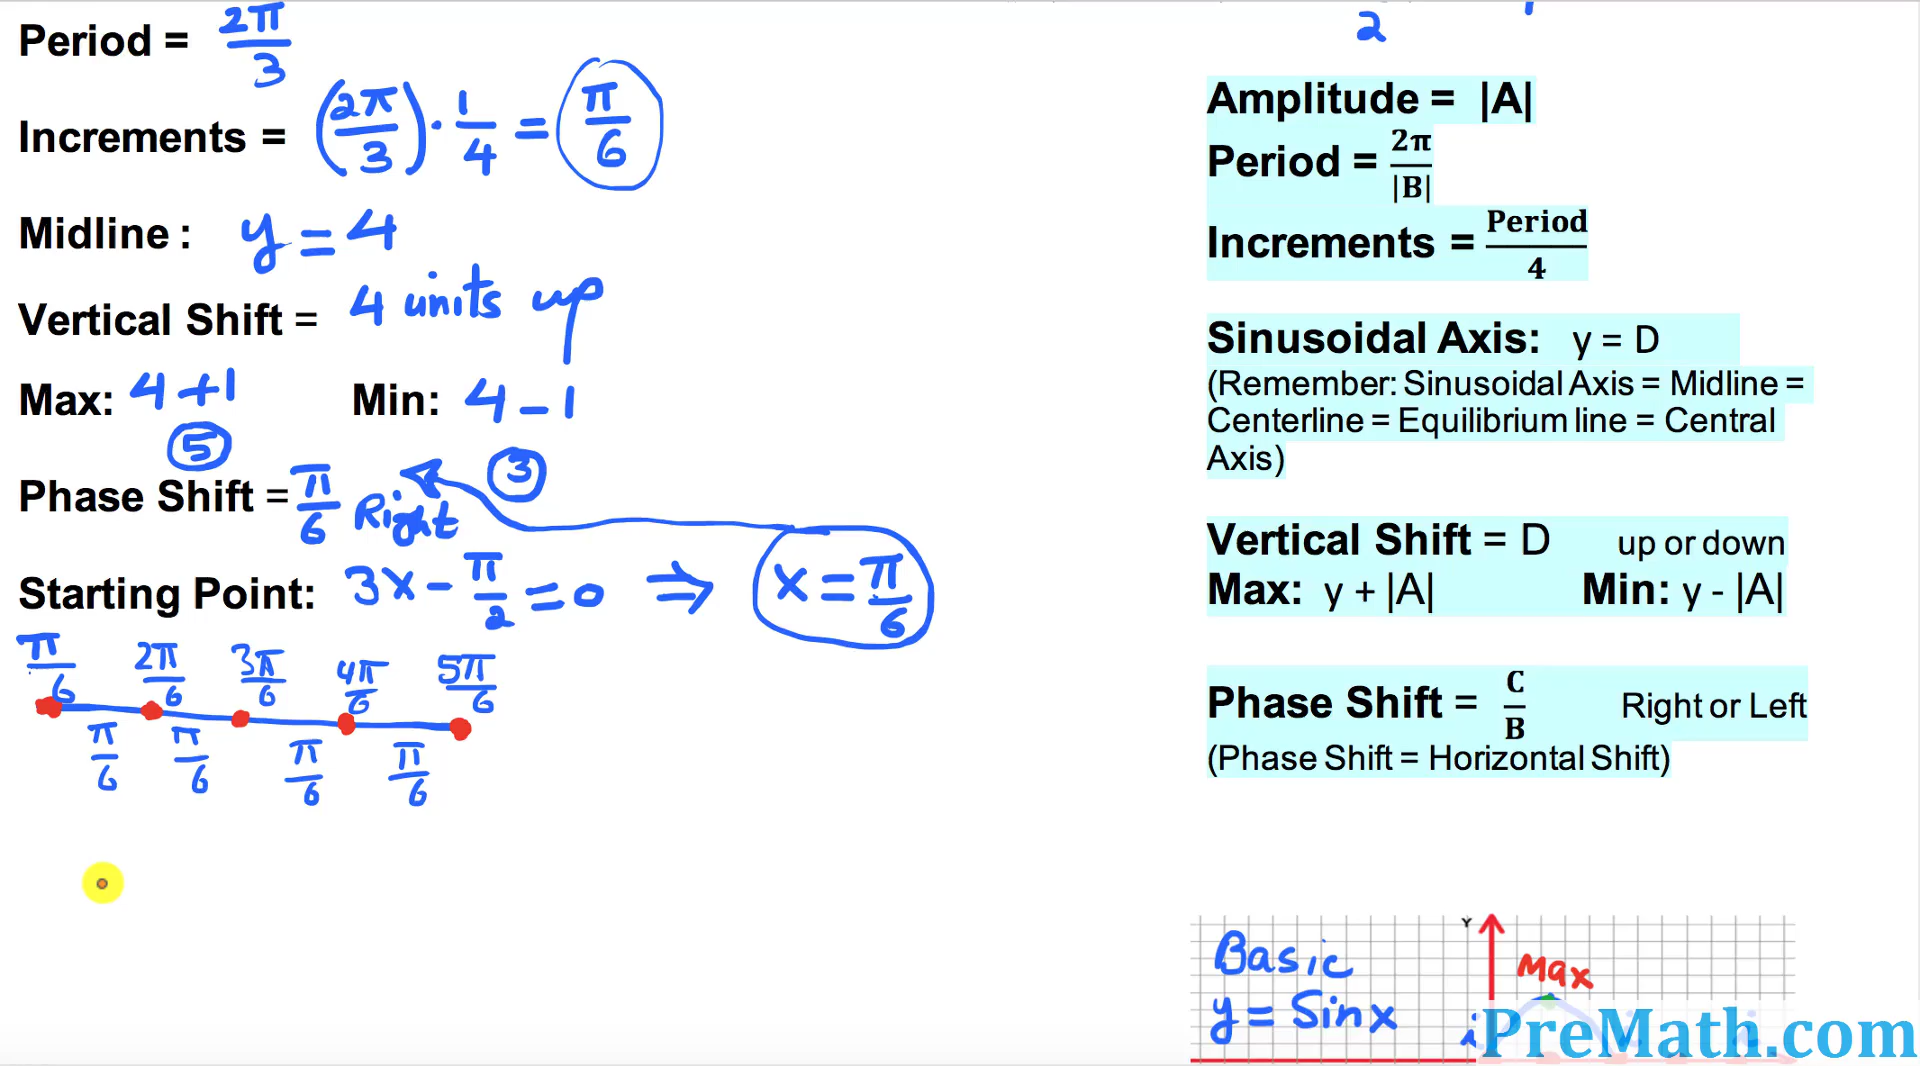 Period = 2π/3
Increments = (2π/3) · 1/4 = π/6
Midline : y = 4
Vertical Shift = 4 units up
Max: 4+1 Min: 4-1
5 3
Phase Shift = π/6 Right
Starting Point: 3x - π/2 = 0 ⇒ x = π/6
π/6 2π/6 3π/6 4π/6 5π/6
π/6 π/6 π/6 π/6
2
Amplitude = |A|
Period = 2π/|B|
Increments = Period/4
Sinusoidal Axis: y = D
(Remember: Sinusoidal Axis = Midline =
Centerline = Equilibrium line = Central
Axis)
Vertical Shift = D up or down
Max: y + |A| Min: y - |A|
Phase Shift = C/B Right or Left
(Phase Shift = Horizontal Shift)
Y
Basic Max
y = Sinx
PreMath.com